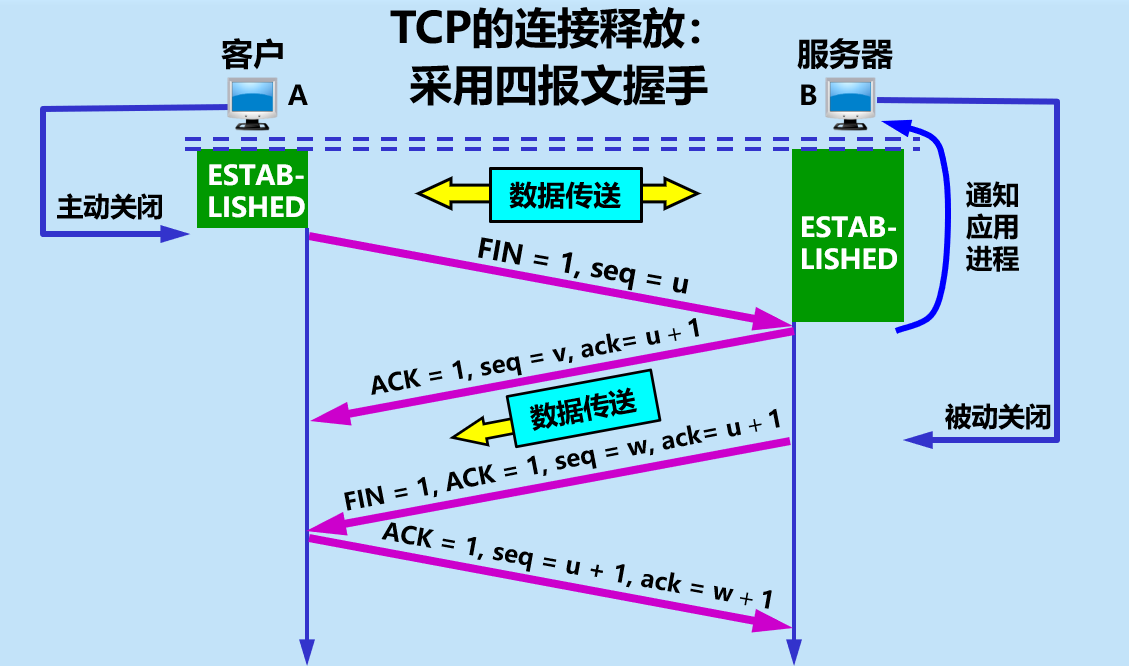 TCP的连接释放:
采用四报文握手
客户
A
服务器
B
ESTAB-
LISHED
数据传送
ESTAB-
LISHED
通知
应用
进程
主动关闭
FIN = 1, seq = u
ACK = 1, seq = v, ack= u + 1
数据传送
被动关闭
FIN = 1, ACK = 1, seq = w, ack= u + 1
ACK = 1, seq = u + 1, ack = w + 1